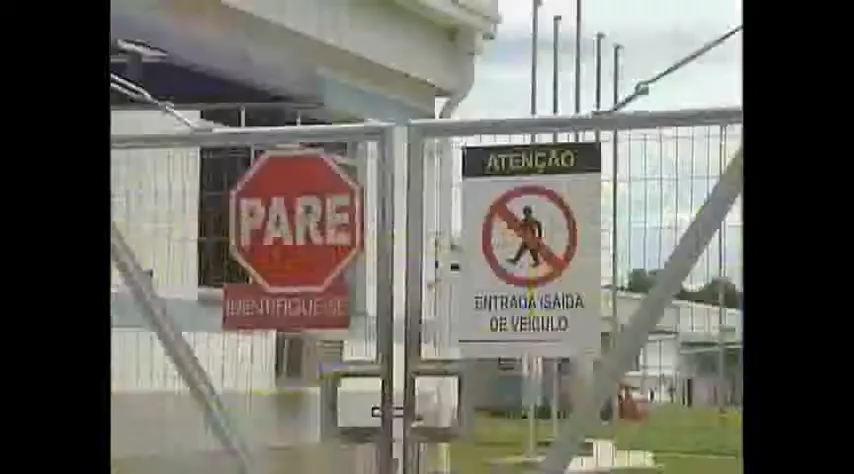 PARE
IDENTIFIQUE-SE
ATENÇÃO
ENTRADA/SAÍDA
DE VEÍCULO